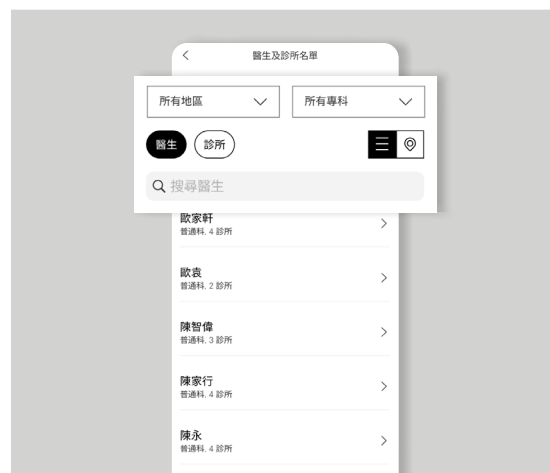 醫生及診所名單
所有地區 所有專科
醫生 診所
搜尋醫生
歐家軒
普通科, 4 診所
歐袁
普通科, 2 診所
陳智偉
普通科, 3 診所
陳家行
普通科, 4 診所
陳永
普通科, 4 診所